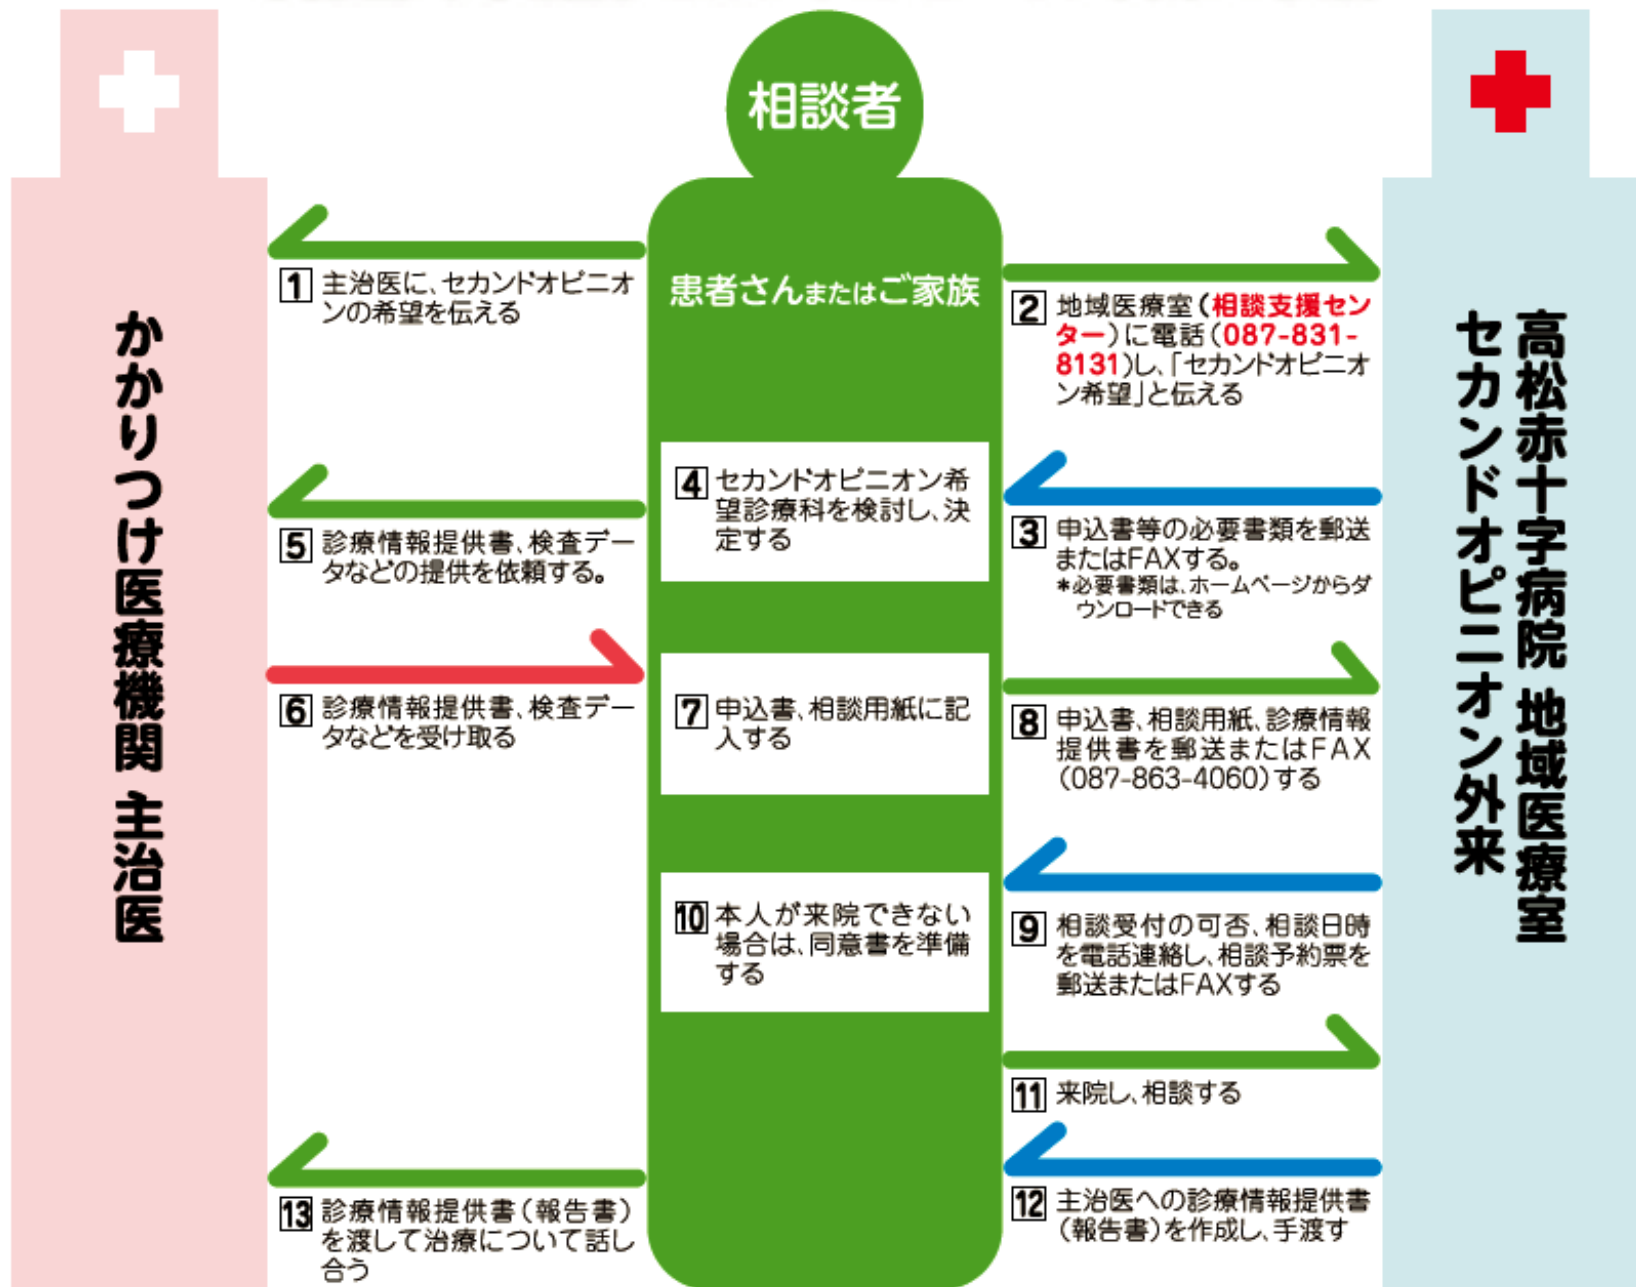 相談者
患者さんまたはご家族
かかりつけ医療機関 主治医
高松赤十字病院 地域医療室
セカンドオピニオン外来
1 主治医に、セカンドオピニオ
ンの希望を伝える
2 地域医療室(相談支援セン
ター)に電話(087-831-
8131)し、「セカンドオピニオ
ン希望」と伝える
3 申込書等の必要書類を郵送
またはFAXする。
*必要書類は、ホームページからダ
ウンロードできる
4 セカンドオピニオン希
望診療科を検討し、決
定する
5 診療情報提供書、検査デー
タなどの提供を依頼する。
6 診療情報提供書、検査デー
タなどを受け取る
7 申込書、相談用紙に記
入する
8 申込書、相談用紙、診療情報
提供書を郵送またはFAX
(087-863-4060)する
9 相談受付の可否、相談日時
を電話連絡し、相談予約票を
郵送またはFAXする
10 本人が来院できない
場合は、同意書を準備
する
11 来院し、相談する
12 主治医への診療情報提供書
(報告書)を作成し、手渡す
13 診療情報提供書(報告書)
を渡して治療について話し
合う